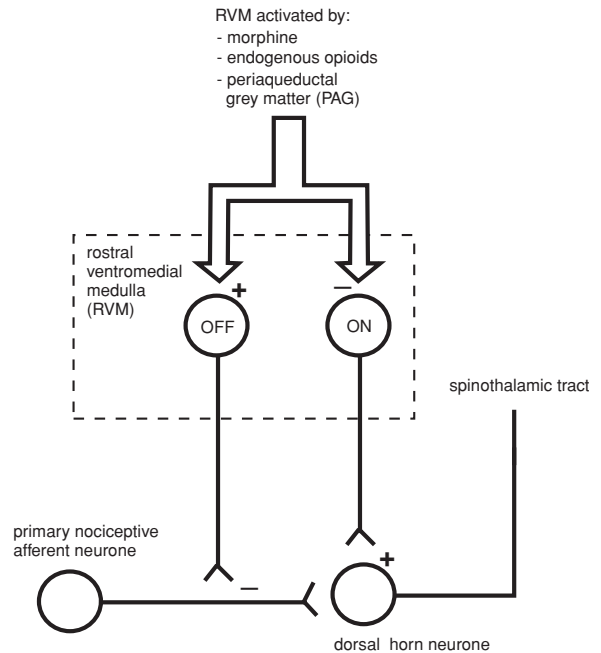 RVM activated by:
- morphine
- endogenous opioids
- periaqueductal
grey matter (PAG)
rostral
ventromedial
medulla
(RVM)
+
–
OFF
ON
spinothalamic tract
primary nociceptive
afferent neurone
–
+
dorsal horn neurone